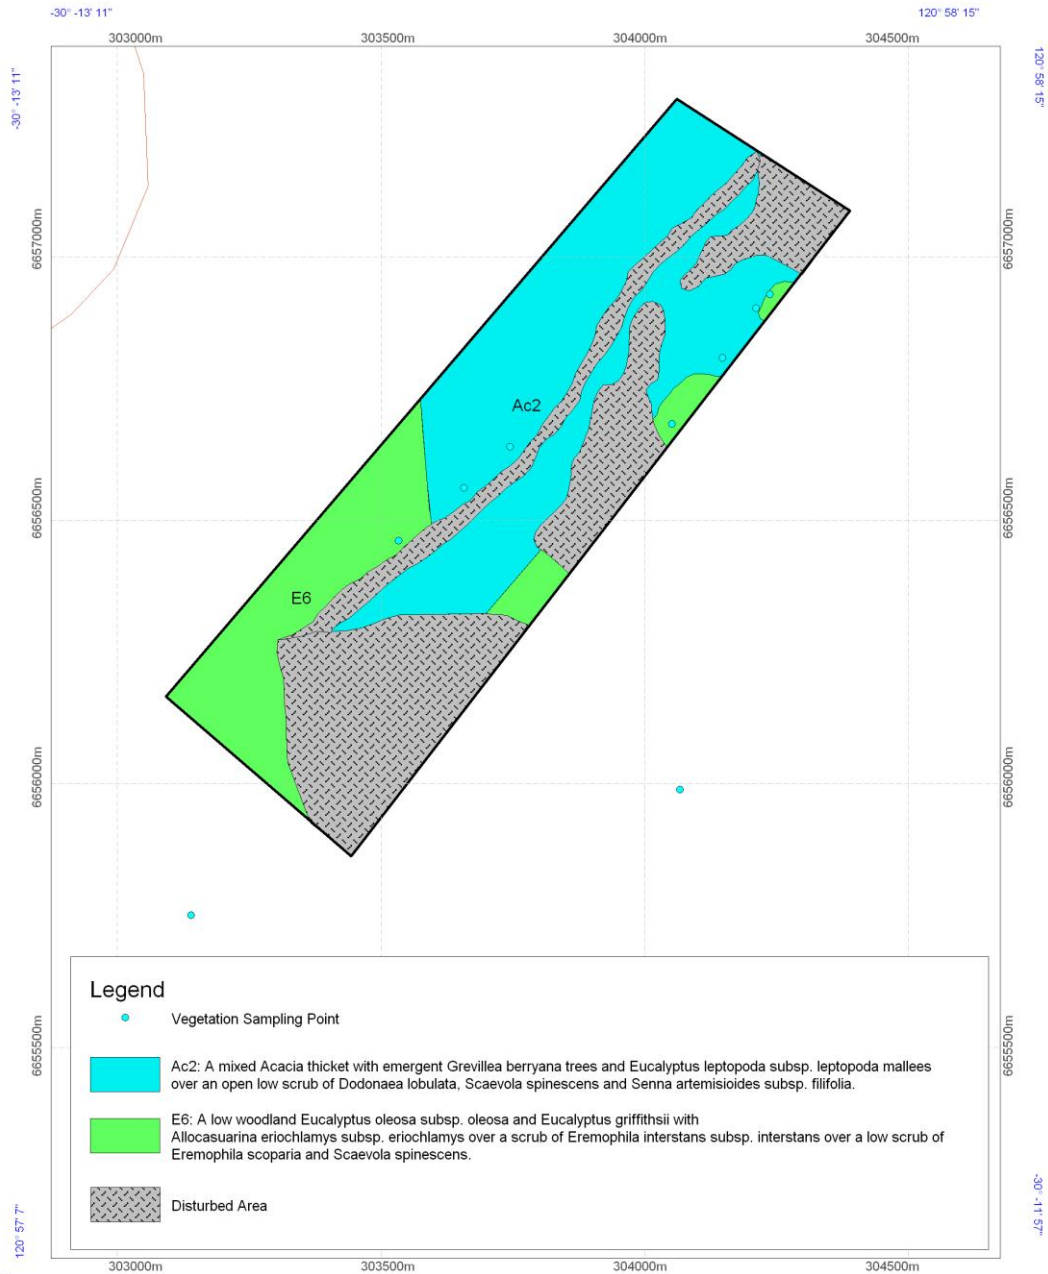 -30° -13' 11"
120° 58' 15"
303000m
303500m
304000m
304500m
-30° -13' 11"
120° 58' 15"
6657000m
6657000m
Ac2
6656500m
6656500m
E6
6656000m
6656000m
Legend
Vegetation Sampling Point
6655500m
6655500m
Ac2: A mixed Acacia thicket with emergent Grevillea berryana trees and Eucalyptus leptopoda subsp. leptopoda mallees
over an open low scrub of Dodonaea lobulata, Scaevola spinescens and Senna artemisioides subsp. filifolia.
E6: A low woodland Eucalyptus oleosa subsp. oleosa and Eucalyptus griffithsii with
Allocasuarina eriochlamys subsp. eriochlamys over a scrub of Eremophila interstans subsp. interstans over a low scrub of
Eremophila scoparia and Scaevola spinescens.
Disturbed Area
120° 57' 7"
-30° -11' 57"
303000m
303500m
304000m
304500m